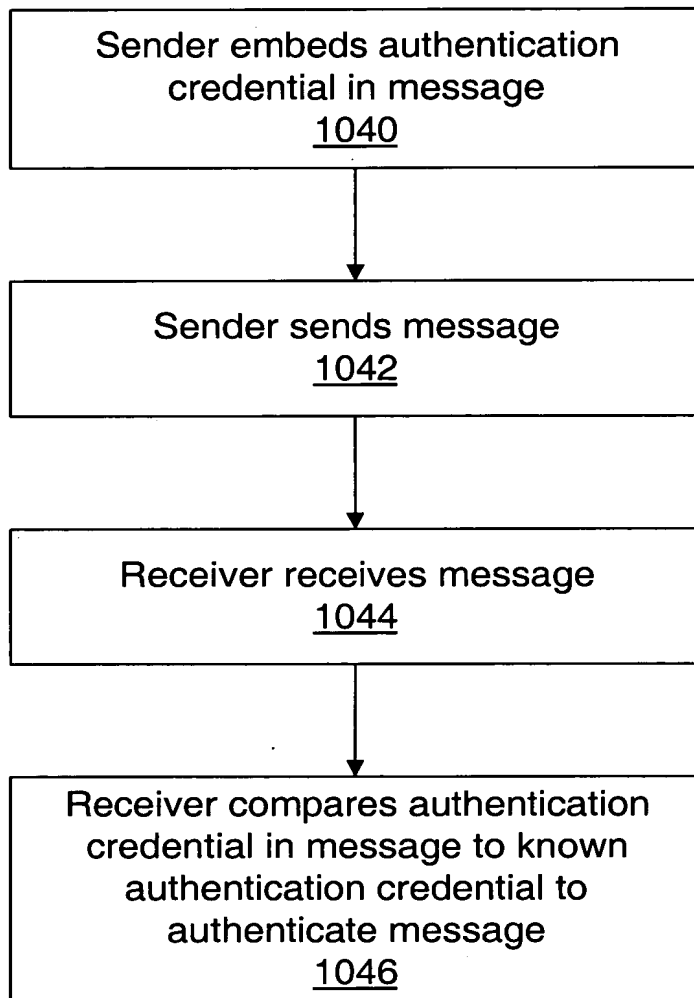 Sender embeds authentication
credential in message
1040
Sender sends message
1042
Receiver receives message
1044
Receiver compares authentication
credential in message to known
authentication credential to
authenticate message
1046